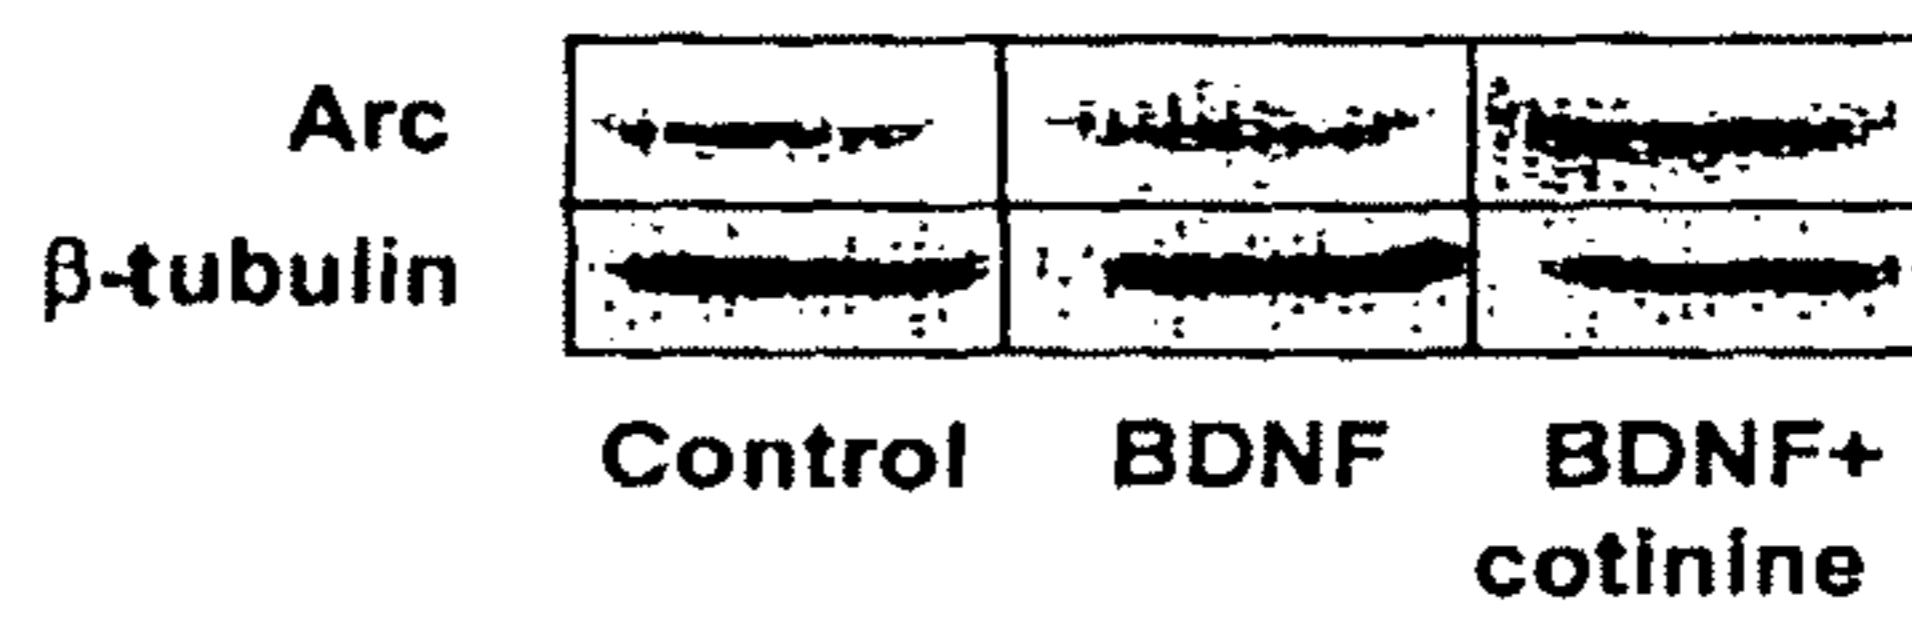 Arc
β-tubulin
Control BDNF BDNF+
cotinine